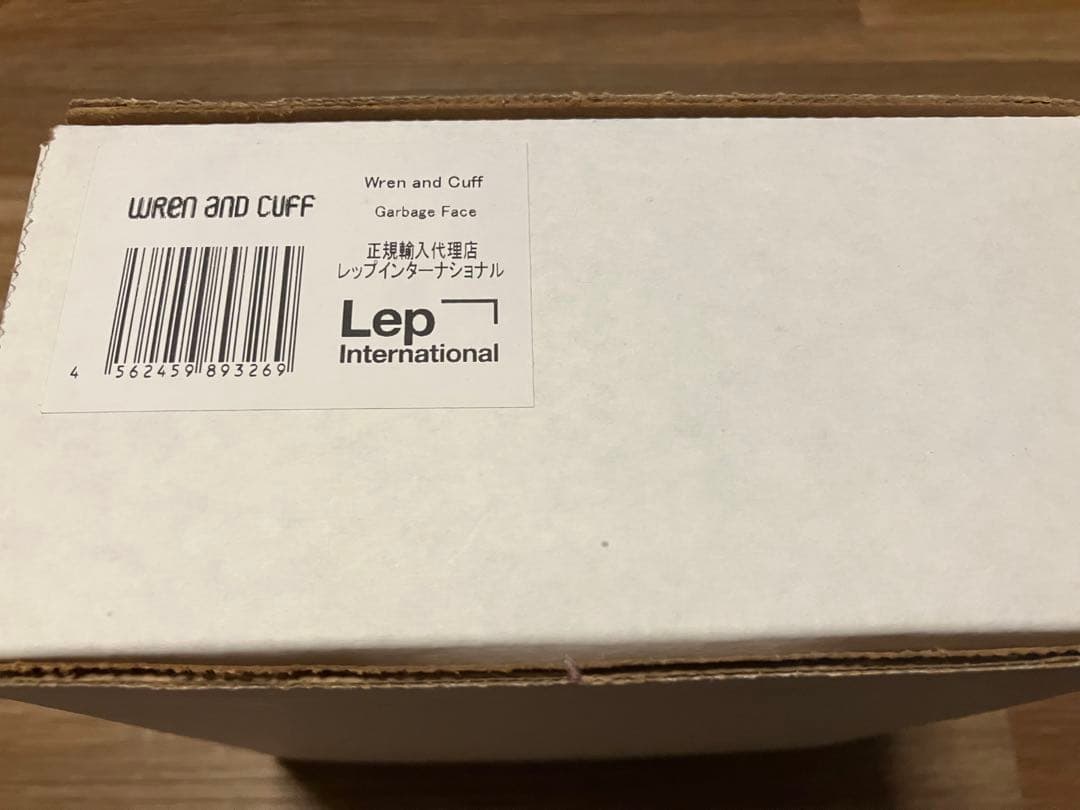 WREN AND CUFF
4 562459 893269
Wren and Cuff
Garbage Face
正規輸入代理店
レップインターナショナル
Lep
International